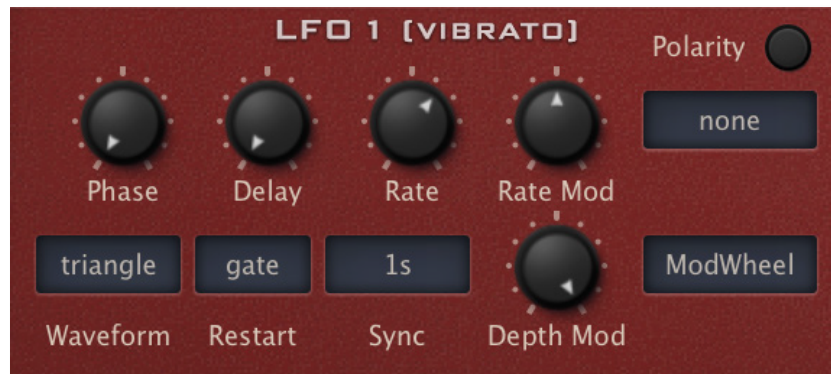 LFO 1 [VIBRATO]
Polarity
none
Phase Delay Rate Rate Mod
triangle gate 1s ModWheel
Waveform Restart Sync Depth Mod